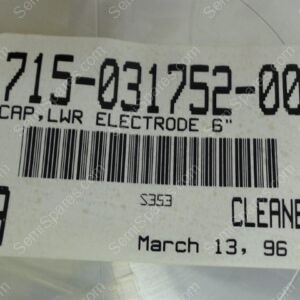 715-031752-00
CAP,LWR ELECTRODE 6"
S353
CLEANE
March 13, 96